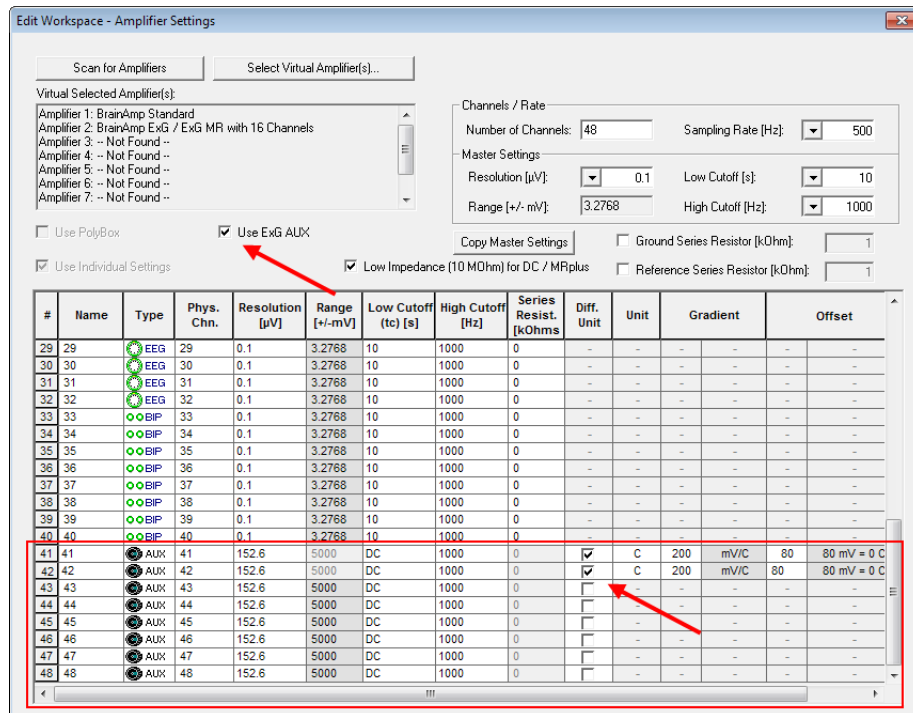 Edit Workspace - Amplifier Settings
Scan for Amplifiers
Select Virtual Amplifier(s)...
Virtual Selected Amplifier(s):
Amplifier 1: BrainAmp Standard
Amplifier 2: BrainAmp ExG / ExG MR with 16 Channels
Amplifier 3: -- Not Found --
Amplifier 4: -- Not Found --
Amplifier 5: -- Not Found --
Amplifier 6: -- Not Found --
Amplifier 7: -- Not Found --
Channels / Rate
Number of Channels: 48 Sampling Rate [Hz]: 500
Master Settings
Resolution [µV]: 0.1 Low Cutoff [s]: 10
Range [+/- mV]: 3.2768 High Cutoff [Hz]: 1000
Use PolyBox Use ExG AUX
Copy Master Settings Ground Series Resistor [kOhm]: 1
Use Individual Settings Low Impedance (10 MOhm) for DC / MRplus Reference Series Resistor [kOhm]: 1
# Name Type Phys. Chn. Resolution [µV] Range [+/-mV] Low Cutoff (tc) [s] High Cutoff [Hz] Series Resist. [kOhms Diff. Unit Unit Gradient Offset
29 29 EEG 29 0.1 3.2768 10 1000 0 - - - - - -
30 30 EEG 30 0.1 3.2768 10 1000 0 - - - - - -
31 31 EEG 31 0.1 3.2768 10 1000 0 - - - - - -
32 32 EEG 32 0.1 3.2768 10 1000 0 - - - - - -
33 33 BIP 33 0.1 3.2768 10 1000 0 - - - - - -
34 34 BIP 34 0.1 3.2768 10 1000 0 - - - - - -
35 35 BIP 35 0.1 3.2768 10 1000 0 - - - - - -
36 36 BIP 36 0.1 3.2768 10 1000 0 - - - - - -
37 37 BIP 37 0.1 3.2768 10 1000 0 - - - - - -
38 38 BIP 38 0.1 3.2768 10 1000 0 - - - - - -
39 39 BIP 39 0.1 3.2768 10 1000 0 - - - - - -
40 40 BIP 40 0.1 3.2768 10 1000 0 - - - - - -
41 41 AUX 41 152.6 5000 DC 1000 0 C 200 mV/C 80 80 mV = 0 C
42 42 AUX 42 152.6 5000 DC 1000 0 C 200 mV/C 80 80 mV = 0 C
43 43 AUX 43 152.6 5000 DC 1000 0 - - - - -
44 44 AUX 44 152.6 5000 DC 1000 0 - - - - -
45 45 AUX 45 152.6 5000 DC 1000 0 - - - - -
46 46 AUX 46 152.6 5000 DC 1000 0 - - - - -
47 47 AUX 47 152.6 5000 DC 1000 0 - - - - -
48 48 AUX 48 152.6 5000 DC 1000 0 - - - - -